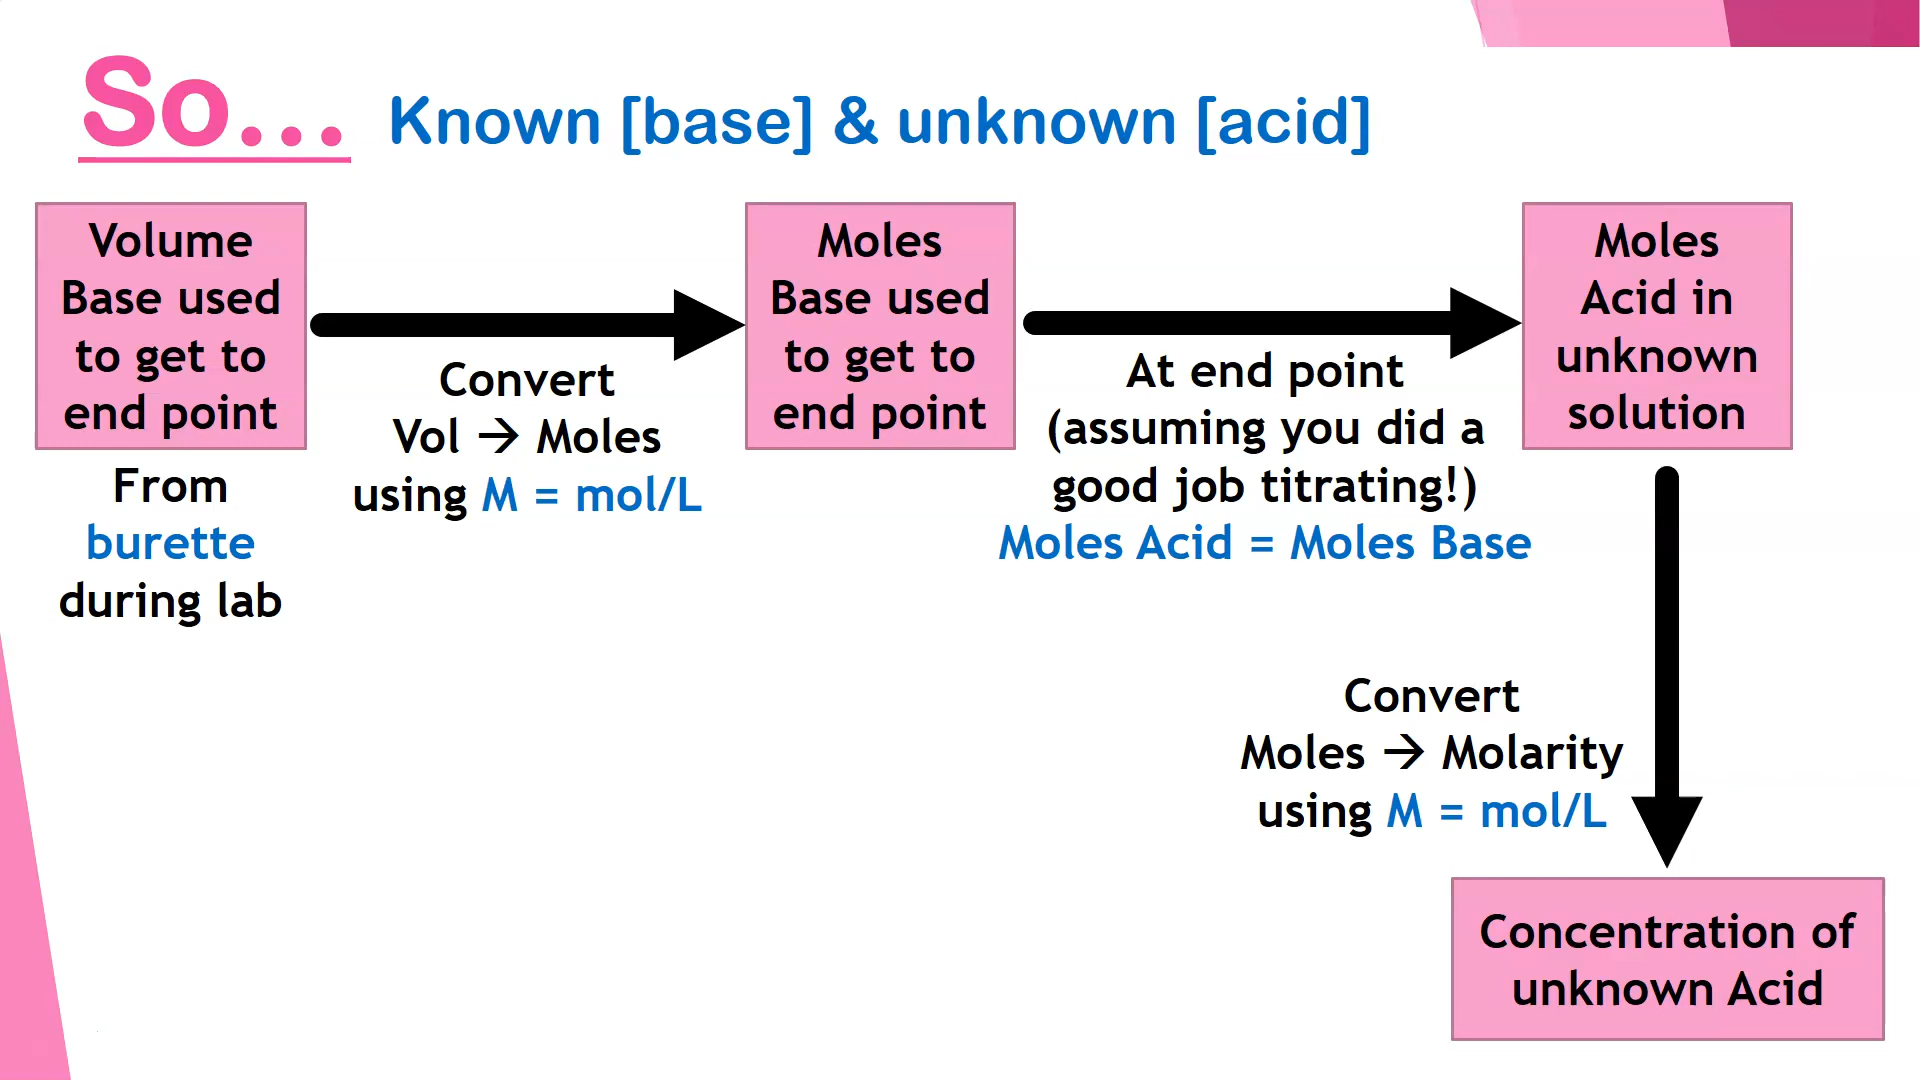 So...
Known [base] & unknown [acid]
Volume
Base used
to get to
end point
From
burette
during lab
Convert
Vol → Moles
using M = mol/L
Moles
Base used
to get to
end point
At end point
(assuming you did a
good job titrating!)
Moles Acid = Moles Base
Moles
Acid in
unknown
solution
Convert
Moles → Molarity
using M = mol/L
Concentration of
unknown Acid